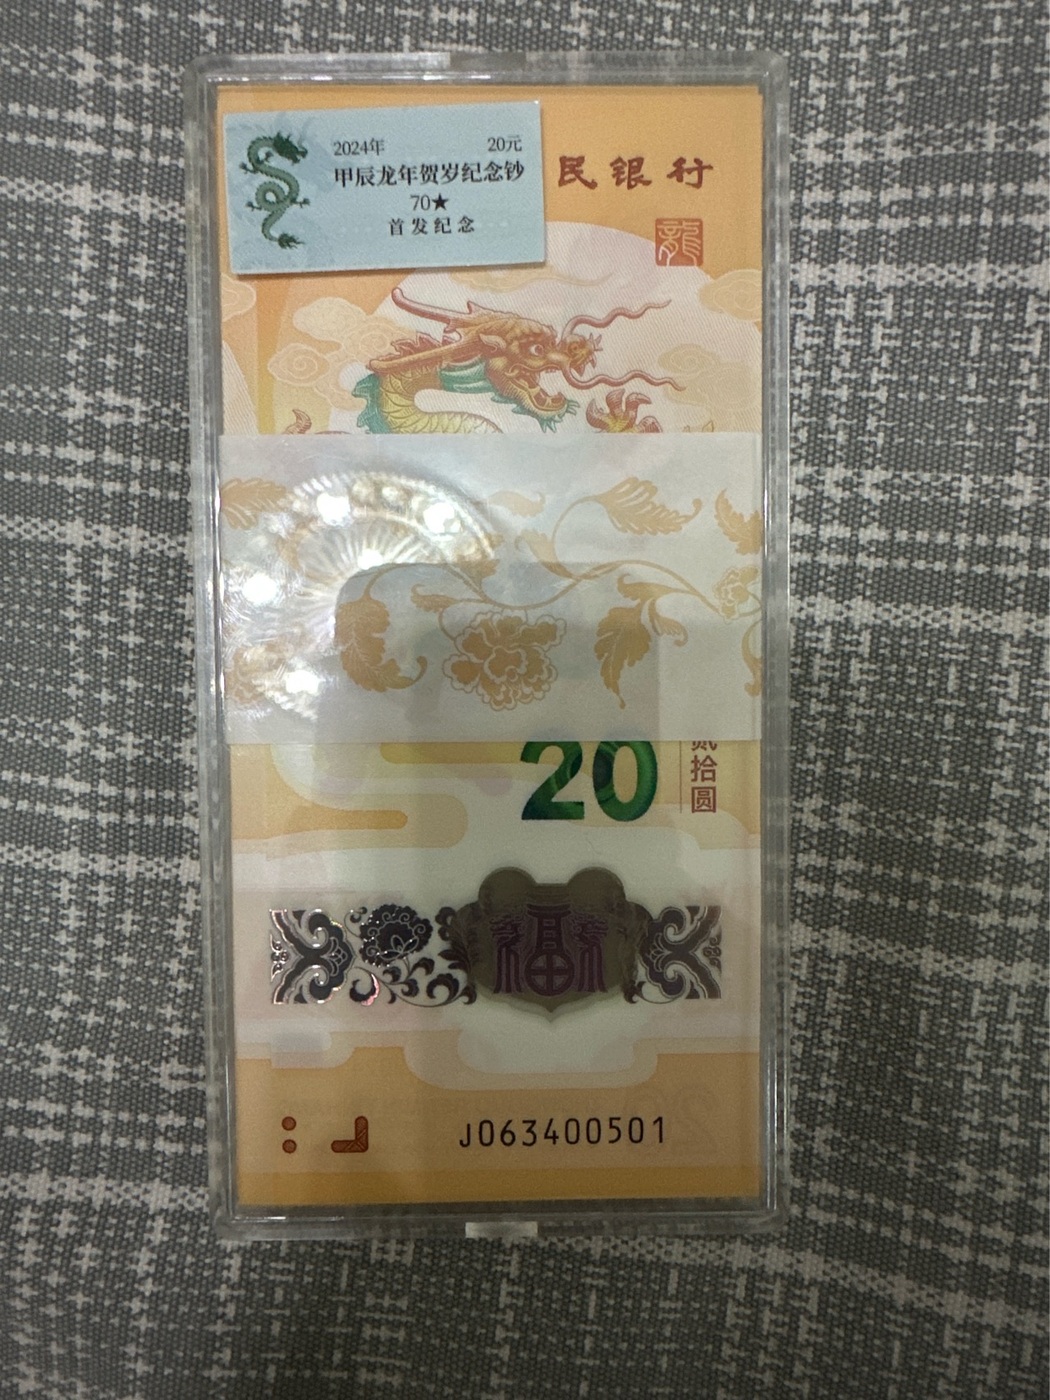 2024年 20元
甲辰龙年贺岁纪念钞
70★
首发纪念
民银行
龍
20
拾圆
福
J063400501